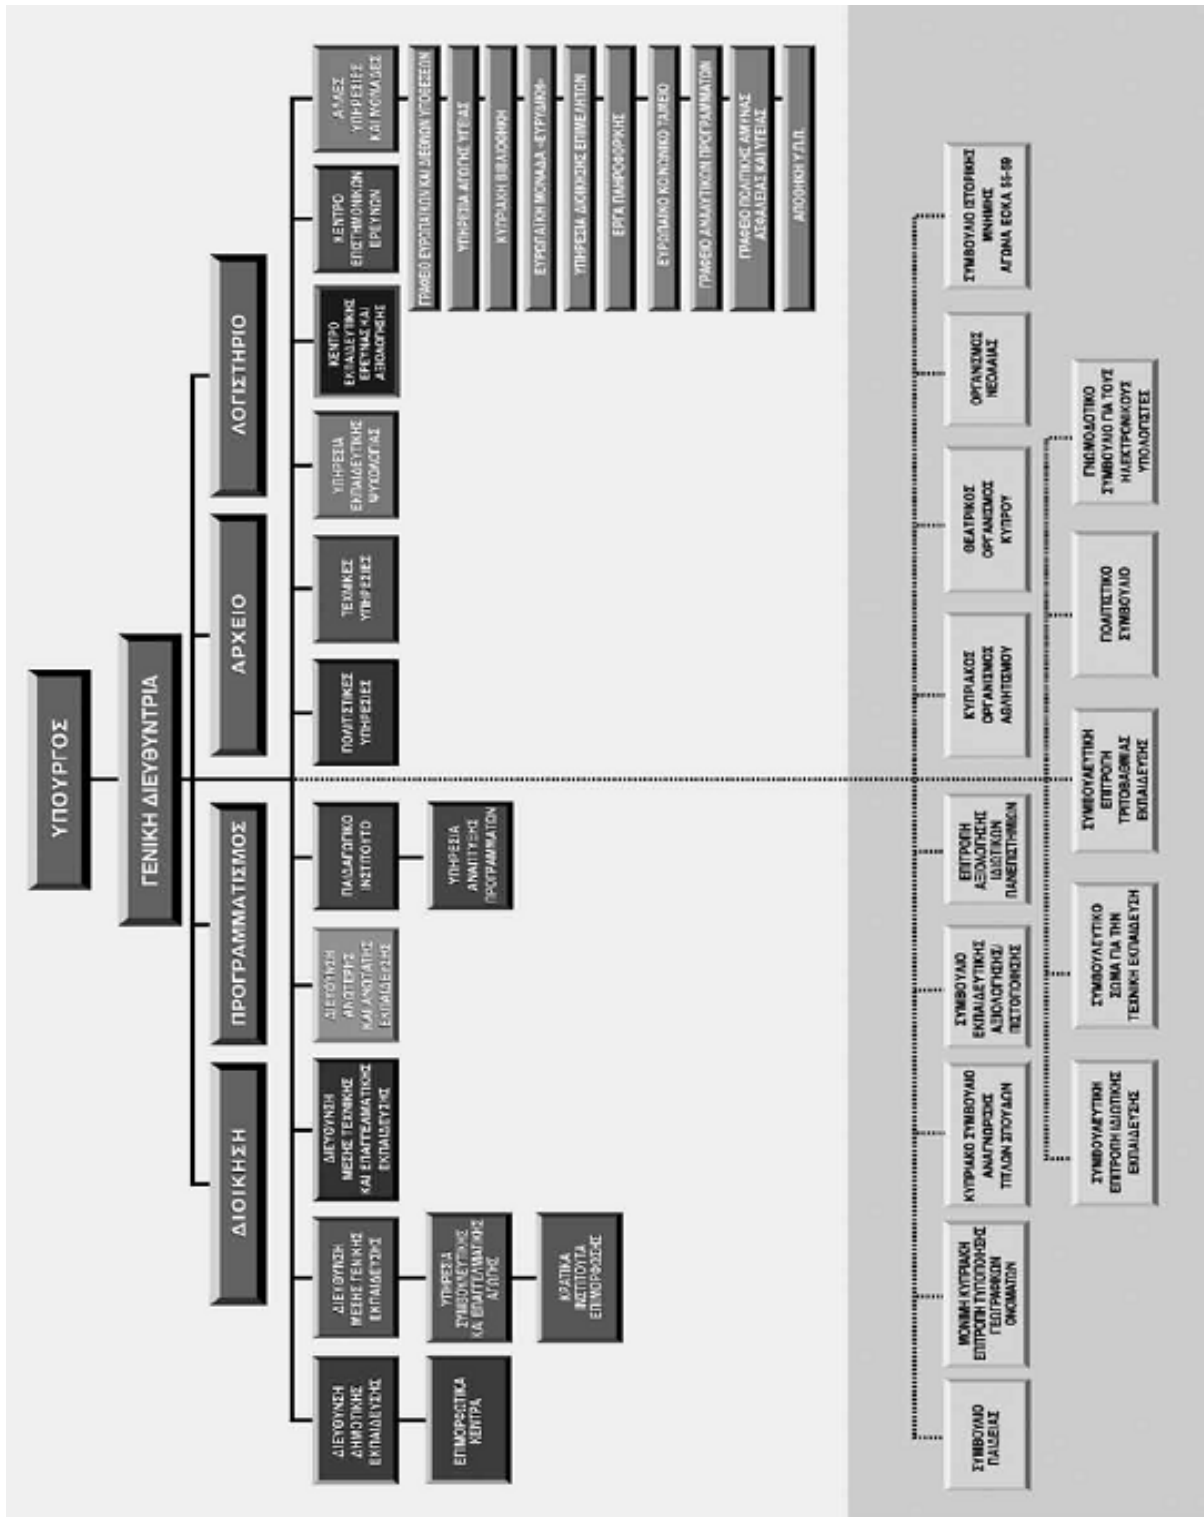 ΥΠΟΥΡΓΟΣ
ΓΕΝΙΚΗ ΔΙΕΥΘΥΝΤΡΙΑ
ΔΙΟΙΚΗΣΗ
ΠΡΟΓΡΑΜΜΑΤΙΣΜΟΣ
ΑΡΧΕΙΟ
ΛΟΓΙΣΤΗΡΙΟ
ΔΙΕΥΘΥΝΣΗ
ΔΗΜΟΤΙΚΗΣ
ΕΚΠΑΙΔΕΥΣΗΣ
ΕΠΙΜΟΡΦΩΤΙΚΑ
ΚΕΝΤΡΑ
ΔΙΕΥΘΥΝΣΗ
ΜΕΣΗΣ ΓΕΝΙΚΗΣ
ΕΚΠΑΙΔΕΥΣΗΣ
ΥΠΗΡΕΣΙΑ
ΣΥΜΒΟΥΛΕΥΤΙΚΗΣ
ΚΑΙ ΕΠΑΓΓΕΛΜΑΤΙΚΗΣ
ΑΓΩΓΗΣ
ΚΡΑΤΙΚΑ
ΙΝΣΤΙΤΟΥΤΑ
ΕΠΙΜΟΡΦΩΣΗΣ
ΔΙΕΥΘΥΝΣΗ
ΜΕΣΗΣ ΤΕΧΝΙΚΗΣ
ΚΑΙ ΕΠΑΓΓΕΛΜΑΤΙΚΗΣ
ΕΚΠΑΙΔΕΥΣΗΣ
ΔΙΕΥΘΥΝΣΗ
ΑΝΩΤΕΡΗΣ
ΚΑΙ ΑΝΩΤΑΤΗΣ
ΕΚΠΑΙΔΕΥΣΗΣ
ΠΑΙΔΑΓΩΓΙΚΟ
ΙΝΣΤΙΤΟΥΤΟ
ΥΠΗΡΕΣΙΑ
ΑΝΑΠΤΥΞΗΣ
ΠΡΟΓΡΑΜΜΑΤΩΝ
ΠΟΛΙΤΙΣΤΙΚΕΣ
ΥΠΗΡΕΣΙΕΣ
ΤΕΧΝΙΚΕΣ
ΥΠΗΡΕΣΙΕΣ
ΥΠΗΡΕΣΙΑ
ΕΚΠΑΙΔΕΥΤΙΚΗΣ
ΨΥΧΟΛΟΓΙΑΣ
ΚΕΝΤΡΟ
ΕΚΠΑΙΔΕΥΤΙΚΗΣ
ΕΡΕΥΝΑΣ ΚΑΙ
ΑΞΙΟΛΟΓΗΣΗΣ
ΚΕΝΤΡΟ
ΕΠΙΣΤΗΜΟΝΙΚΩΝ
ΕΡΕΥΝΩΝ
ΑΛΛΕΣ
ΥΠΗΡΕΣΙΕΣ
ΚΑΙ ΜΟΝΑΔΕΣ
ΓΡΑΦΕΙΟ ΕΥΡΩΠΑΪΚΩΝ ΚΑΙ ΔΙΕΘΝΩΝ ΥΠΟΘΕΣΕΩΝ
ΥΠΗΡΕΣΙΑ ΑΓΩΓΗΣ ΥΓΕΙΑΣ
ΚΥΠΡΙΑΚΗ ΒΙΒΛΙΟΘΗΚΗ
ΕΥΡΩΠΑΪΚΗ ΜΟΝΑΔΑ «ΕΥΡΥΔΙΚΗ»
ΥΠΗΡΕΣΙΑ ΔΙΟΙΚΗΣΗΣ ΕΠΙΜΕΛΗΤΩΝ
ΕΡΓΑ ΠΛΗΡΟΦΟΡΙΚΗΣ
ΕΥΡΩΠΑΪΚΟ ΚΟΙΝΩΝΙΚΟ ΤΑΜΕΙΟ
ΓΡΑΦΕΙΟ ΑΝΑΛΥΤΙΚΩΝ ΠΡΟΓΡΑΜΜΑΤΩΝ
ΓΡΑΦΕΙΟ ΠΟΛΙΤΙΚΗΣ ΑΜΥΝΑΣ
ΑΣΦΑΛΕΙΑΣ ΚΑΙ ΥΓΕΙΑΣ
ΑΠΟΘΗΚΗ Υ.Π.Π.
ΣΥΜΒΟΥΛΙΟ
ΠΑΙΔΕΙΑΣ
ΜΟΝΙΜΗ ΚΥΠΡΙΑΚΗ
ΕΠΙΤΡΟΠΗ ΤΥΠΟΠΟΙΗΣΗΣ
ΓΕΩΓΡΑΦΙΚΩΝ
ΟΝΟΜΑΤΩΝ
ΚΥΠΡΙΑΚΟ ΣΥΜΒΟΥΛΙΟ
ΑΝΑΓΝΩΡΙΣΗΣ
ΤΙΤΛΩΝ ΣΠΟΥΔΩΝ
ΣΥΜΒΟΥΛΙΟ
ΕΚΠΑΙΔΕΥΤΙΚΗΣ
ΑΞΙΟΛΟΓΗΣΗΣ/
ΠΙΣΤΟΠΟΙΗΣΗΣ
ΕΠΙΤΡΟΠΗ
ΑΞΙΟΛΟΓΗΣΗΣ
ΙΔΙΩΤΙΚΩΝ
ΠΑΝΕΠΙΣΤΗΜΙΩΝ
ΚΥΠΡΙΑΚΟΣ
ΟΡΓΑΝΙΣΜΟΣ
ΑΘΛΗΤΙΣΜΟΥ
ΘΕΑΤΡΙΚΟΣ
ΟΡΓΑΝΙΣΜΟΣ
ΚΥΠΡΟΥ
ΟΡΓΑΝΙΣΜΟΣ
ΝΕΟΛΑΙΑΣ
ΣΥΜΒΟΥΛΙΟ ΙΣΤΟΡΙΚΗΣ
ΜΝΗΜΗΣ
ΑΓΩΝΑ ΕΟΚΑ 55-59
ΣΥΜΒΟΥΛΕΥΤΙΚΗ
ΕΠΙΤΡΟΠΗ ΙΔΙΩΤΙΚΗΣ
ΕΚΠΑΙΔΕΥΣΗΣ
ΣΥΜΒΟΥΛΕΥΤΙΚΟ
ΣΩΜΑ ΓΙΑ ΤΗΝ
ΤΕΧΝΙΚΗ ΕΚΠΑΙΔΕΥΣΗ
ΣΥΜΒΟΥΛΕΥΤΙΚΗ
ΕΠΙΤΡΟΠΗ
ΤΡΙΤΟΒΑΘΜΙΑΣ
ΕΚΠΑΙΔΕΥΣΗΣ
ΠΟΛΙΤΙΣΤΙΚΟ
ΣΥΜΒΟΥΛΙΟ
ΓΝΩΜΟΔΟΤΙΚΟ
ΣΥΜΒΟΥΛΙΟ ΓΙΑ ΤΟΥΣ
ΗΛΕΚΤΡΟΝΙΚΟΥΣ
ΥΠΟΛΟΓΙΣΤΕΣ